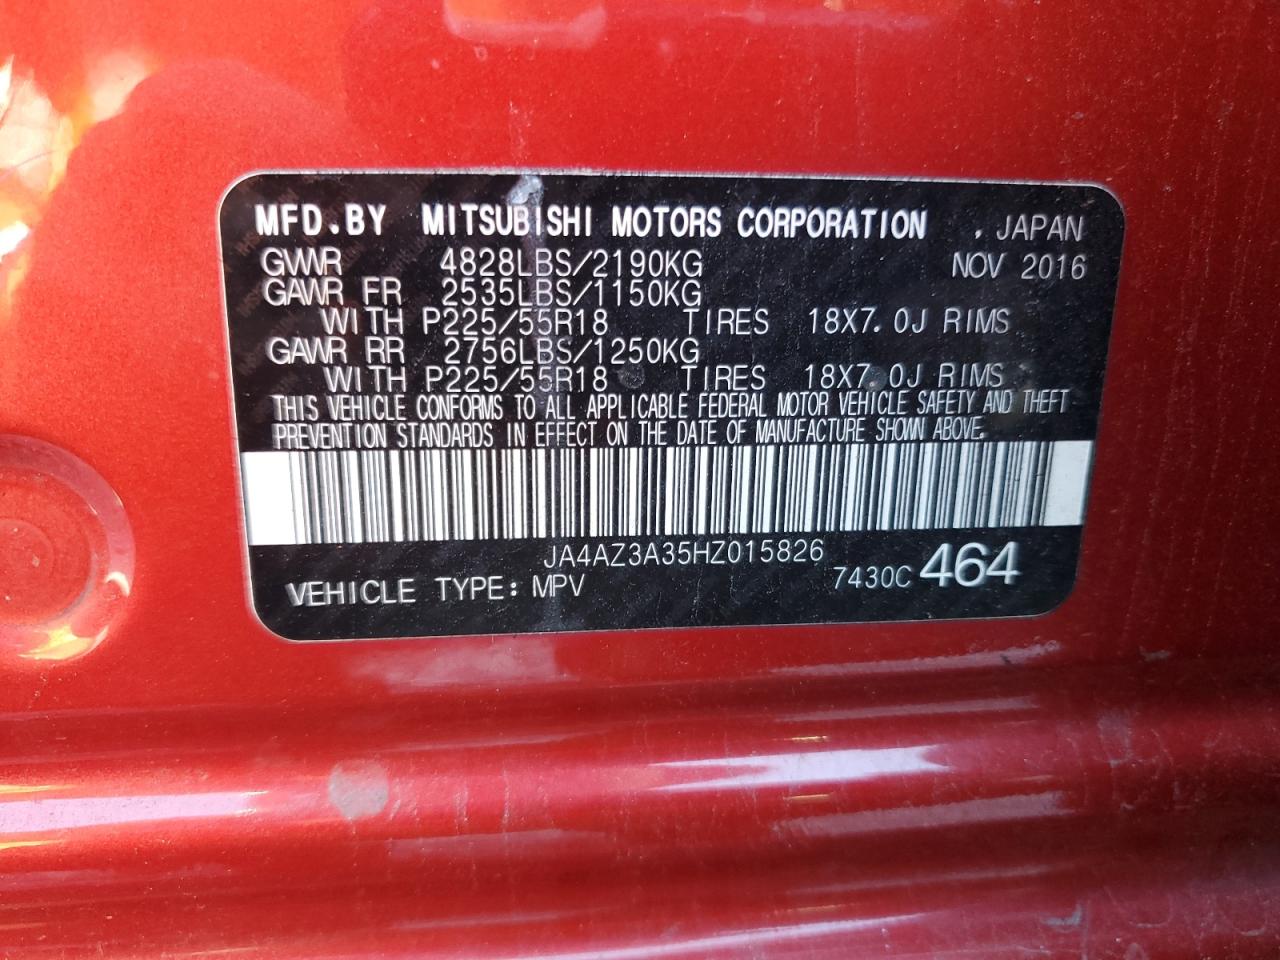 MFD.BY MITSUBISHI MOTORS CORPORATION , JAPAN
GVWR 4828LBS/2190KG NOV 2016
GAWR FR 2535LBS/1150KG
WITH P225/55R18 TIRES 18X7.0J RIMS
GAWR RR 2756LBS/1250KG
WITH P225/55R18 TIRES 18X7.0J RIMS
THIS VEHICLE CONFORMS TO ALL APPLICABLE FEDERAL MOTOR VEHICLE SAFETY AND THEFT
PREVENTION STANDARDS IN EFFECT ON THE DATE OF MANUFACTURE SHOWN ABOVE.
JA4AZ3A35HZ015826
VEHICLE TYPE: MPV 7430C 464